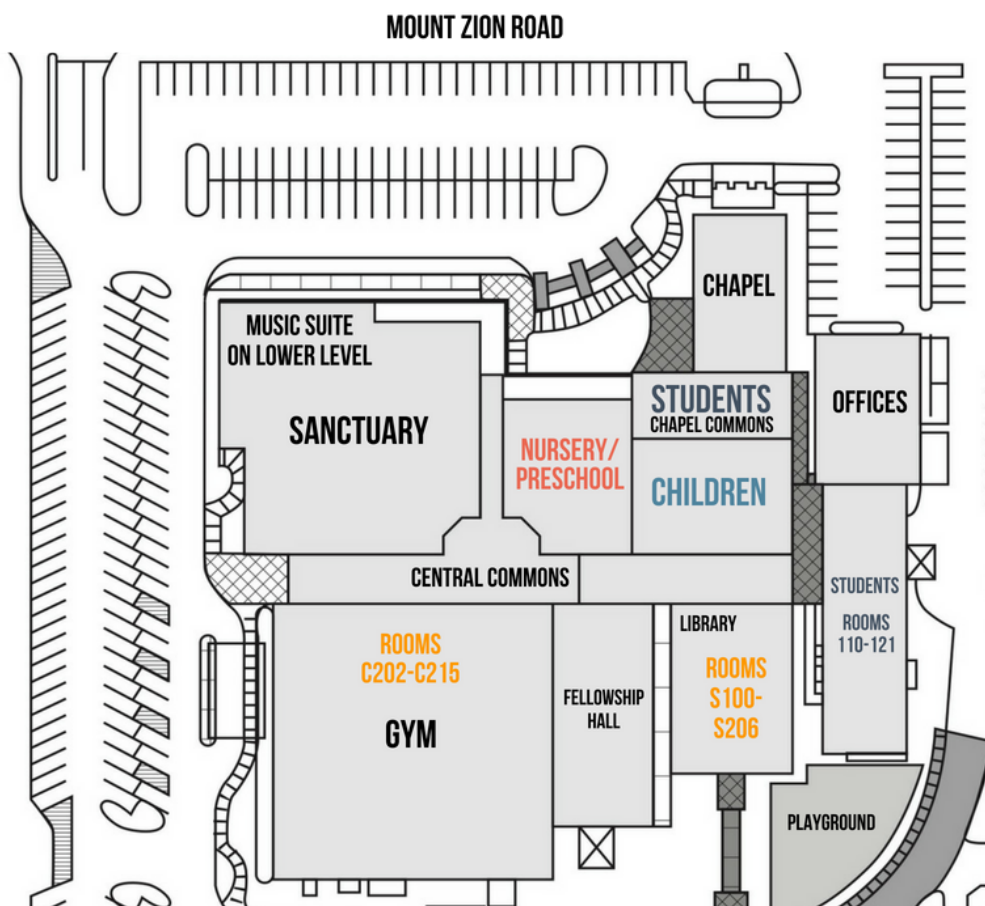 MOUNT ZION ROAD
CHAPEL
MUSIC SUITE
ON LOWER LEVEL
SANCTUARY
STUDENTS
CHAPEL COMMONS
OFFICES
NURSERY/
PRESCHOOL
CHILDREN
CENTRAL COMMONS
STUDENTS
ROOMS
110-121
ROOMS
C202-C215
GYM
FELLOWSHIP
HALL
LIBRARY
ROOMS
S100-
S206
PLAYGROUND